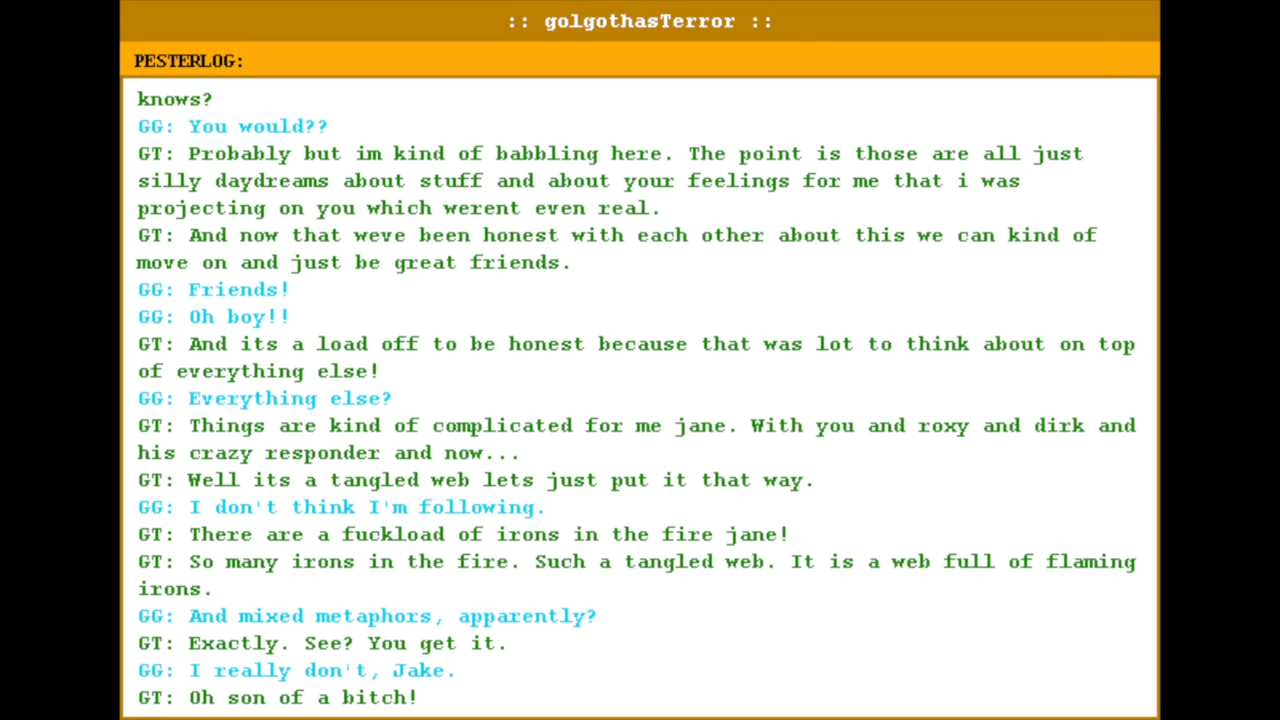 :: golgothasTerror ::
PESTERLOG:
knows?
GG: You would??
GT: Probably but im kind of babbling here. The point is those are all just
silly daydreams about stuff and about your feelings for me that i was
projecting on you which werent even real.
GT: And now that weve been honest with each other about this we can kind of
move on and just be great friends.
GG: Friends!
GG: Oh boy!!
GT: And its a load off to be honest because that was lot to think about on top
of everything else!
GG: Everything else?
GT: Things are kind of complicated for me jane. With you and roxy and dirk and
his crazy responder and now...
GT: Well its a tangled web lets just put it that way.
GG: I don't think I'm following.
GT: There are a fuckload of irons in the fire jane!
GT: So many irons in the fire. Such a tangled web. It is a web full of flaming
irons.
GG: And mixed metaphors, apparently?
GT: Exactly. See? You get it.
GG: I really don't, Jake.
GT: Oh son of a bitch!